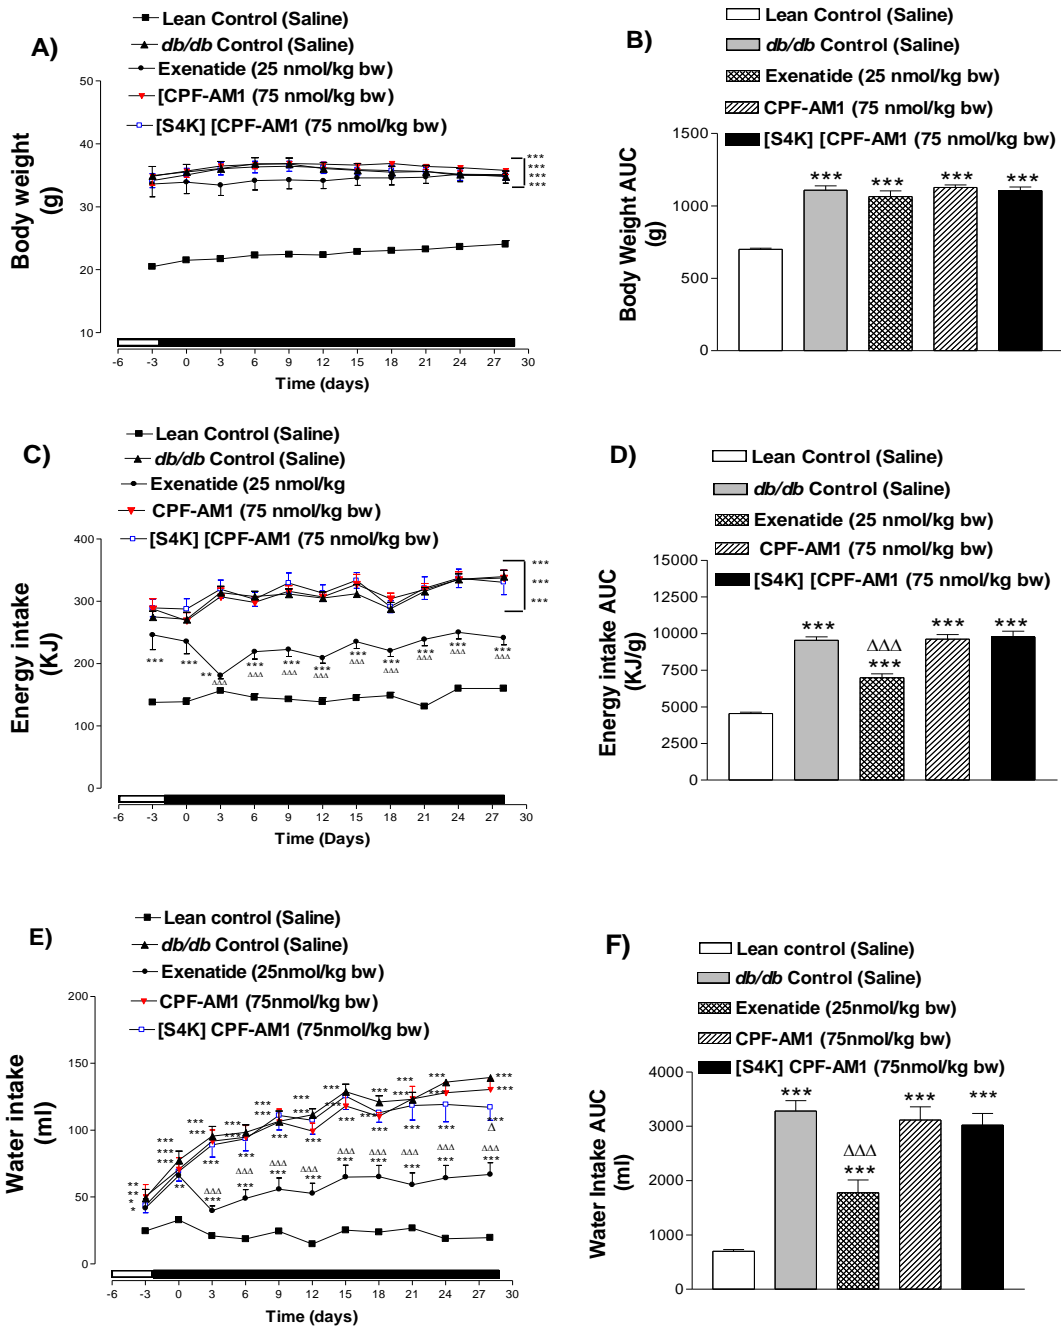 A)
Lean Control (Saline)
db/db Control (Saline)
Exenatide (25 nmol/kg bw)
[CPF-AM1 (75 nmol/kg bw)
[S4K] [CPF-AM1 (75 nmol/kg bw)
Body weight
(g)
50
40
30
20
10
***
***
***
***
-6 -3 0 3 6 9 12 15 18 21 24 27 30
Time (days)
B)
Lean Control (Saline)
db/db Control (Saline)
Exenatide (25 nmol/kg bw)
CPF-AM1 (75 nmol/kg bw)
[S4K] [CPF-AM1 (75 nmol/kg bw)
Body Weight AUC
(g)
1500
1000
500
0
*** *** *** ***
C)
Lean Control (Saline)
db/db Control (Saline)
Exenatide (25 nmol/kg
CPF-AM1 (75 nmol/kg bw)
[S4K] [CPF-AM1 (75 nmol/kg bw)
Energy intake
(KJ)
400
300
200
100
0
***
***
***
*** *** ** *** *** *** *** *** *** *** ***
ΔΔΔ ΔΔΔ ΔΔΔ ΔΔΔ ΔΔΔ ΔΔΔ ΔΔΔ ΔΔΔ ΔΔΔ
-6 -3 0 3 6 9 12 15 18 21 24 27 30
Time (Days)
D)
Lean Control (Saline)
db/db Control (Saline)
Exenatide (25 nmol/kg bw)
CPF-AM1 (75 nmol/kg bw)
[S4K] [CPF-AM1 (75 nmol/kg bw)
Energy intake AUC
(KJ/g)
15000
12500
10000
7500
5000
2500
0
*** ΔΔΔ *** *** ***
E)
Lean control (Saline)
db/db Control (Saline)
Exenatide (25nmol/kg bw)
CPF-AM1 (75nmol/kg bw)
[S4K] CPF-AM1 (75nmol/kg bw)
Water intake
(ml)
200
150
100
50
0
-6 -3 0 3 6 9 12 15 18 21 24 27 30
Time (days)
F)
Lean control (Saline)
db/db Control (Saline)
Exenatide (25nmol/kg bw)
CPF-AM1 (75nmol/kg bw)
[S4K] CPF-AM1 (75nmol/kg bw)
Water Intake AUC
(ml)
4000
3000
2000
1000
0
*** ΔΔΔ *** *** ***